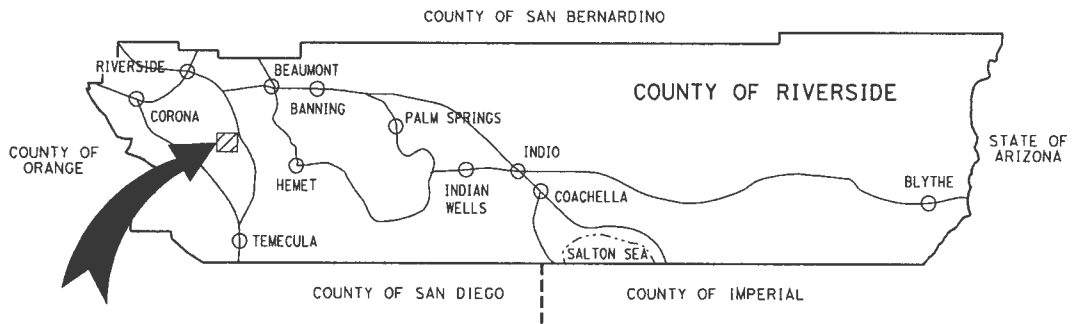 COUNTY OF SAN BERNARDINO
RIVERSIDE
BEAUMONT
BANNING
COUNTY OF RIVERSIDE
CORONA
PALM SPRINGS
COUNTY OF
ORANGE
STATE OF
ARIZONA
INDIO
HEMET
INDIAN
WELLS
COACHELLA
BLYTHE
TEMECULA
SALTON SEA
COUNTY OF SAN DIEGO
COUNTY OF IMPERIAL